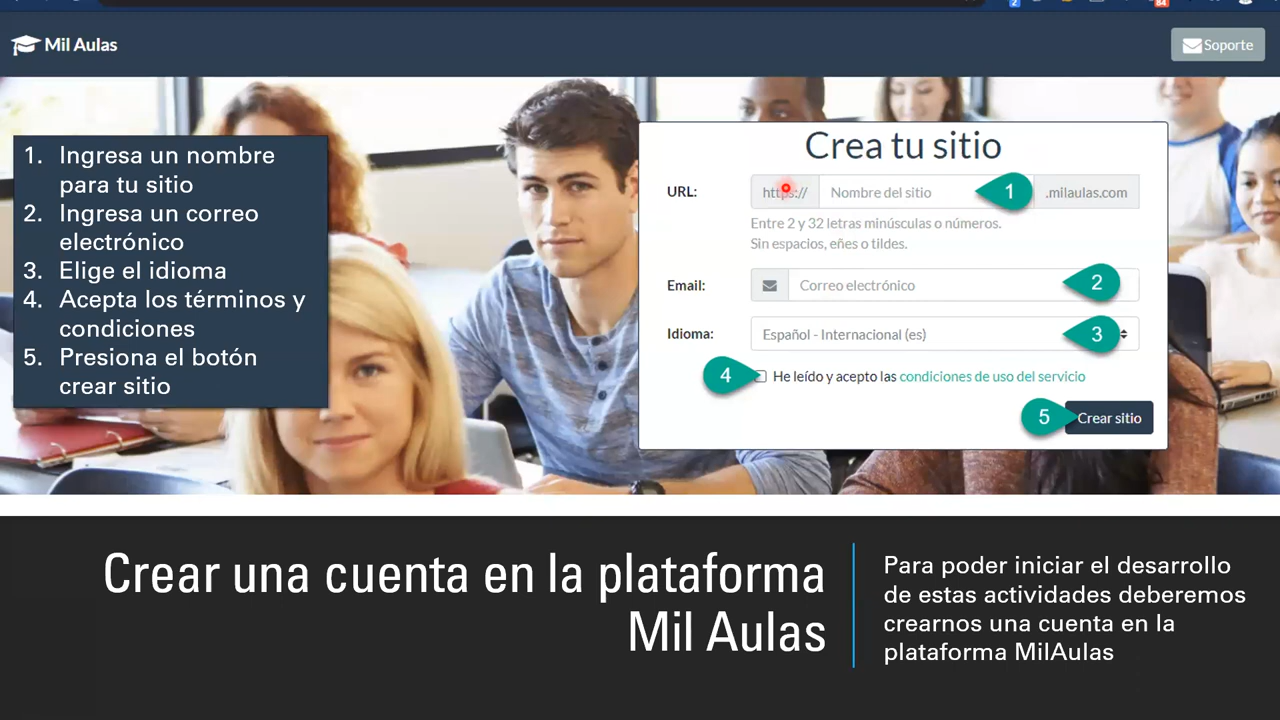 2
84
Mil Aulas
Soporte
1. Ingresa un nombre
para tu sitio
2. Ingresa un correo
electrónico
3. Elige el idioma
4. Acepta los términos y
condiciones
5. Presiona el botón
crear sitio
Crea tu sitio
URL: https:// Nombre del sitio 1 .milaulas.com
Entre 2 y 32 letras minúsculas o números.
Sin espacios, eñes o tildes.
Email: Correo electrónico 2
Idioma: Español - Internacional (es) 3
4 He leído y acepto las condiciones de uso del servicio
5 Crear sitio
Crear una cuenta en la plataforma
Mil Aulas
Para poder iniciar el desarrollo
de estas actividades deberemos
crearnos una cuenta en la
plataforma MilAulas